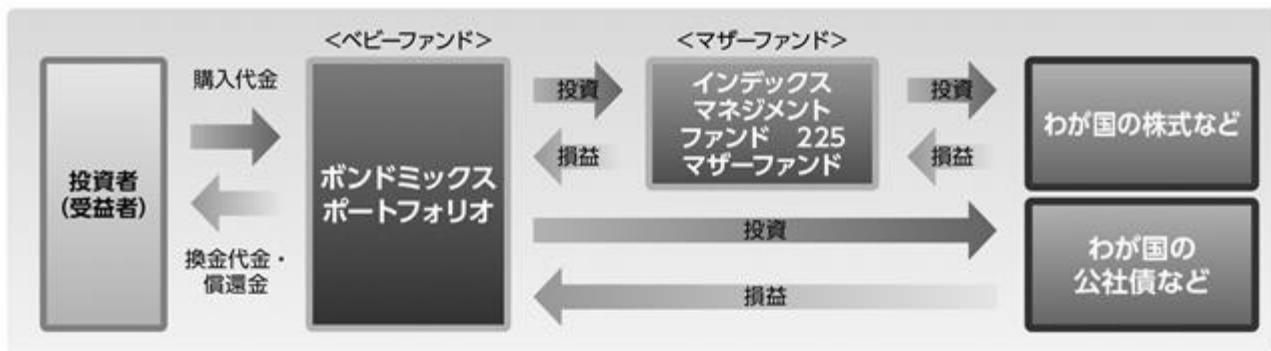 <ベビーファンド>
<マザーファンド>
投資者
(受益者)
購入代金
換金代金・
償還金
ボンドミックス
ポートフォリオ
投資
損益
インデックス
マネジメント
ファンド 225
マザーファンド
投資
損益
わが国の株式など
投資
損益
わが国の
公社債など